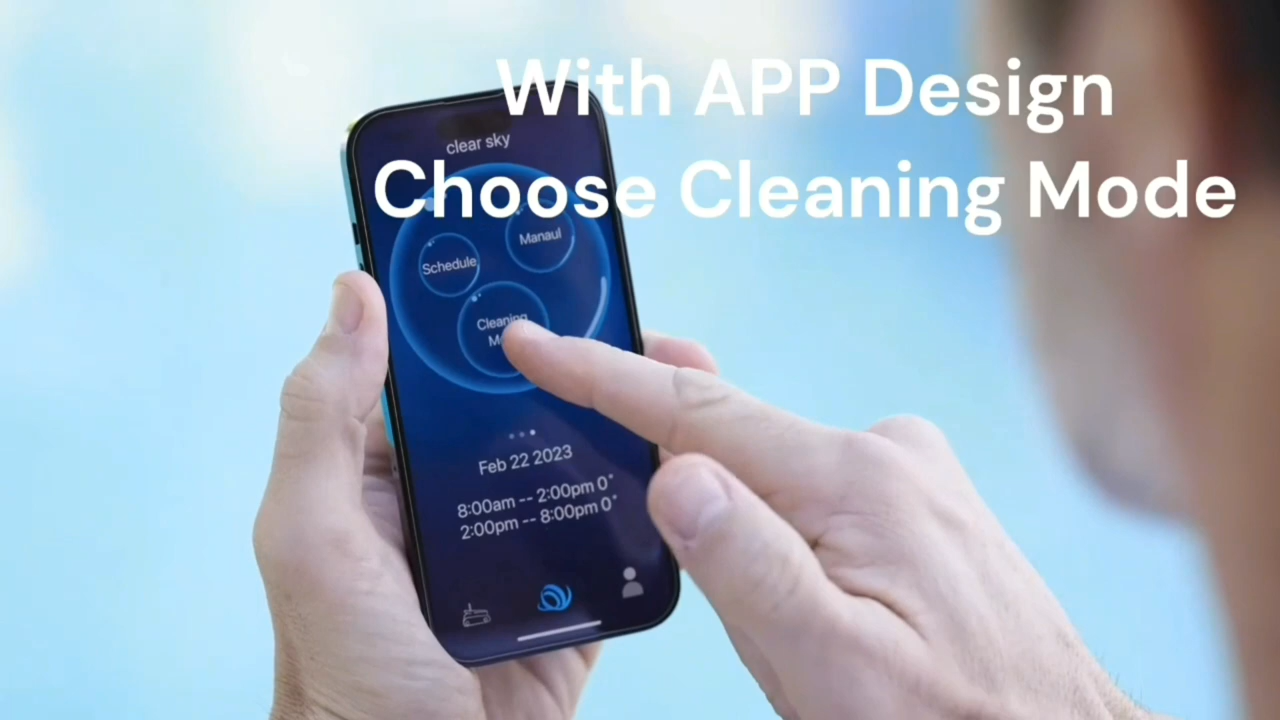 With APP Design
Choose Cleaning Mode
clear sky
Manaul
Schedule
Cleaning
Feb 22 2023
8:00am -- 2:00pm 0°
2:00pm -- 8:00pm 0°